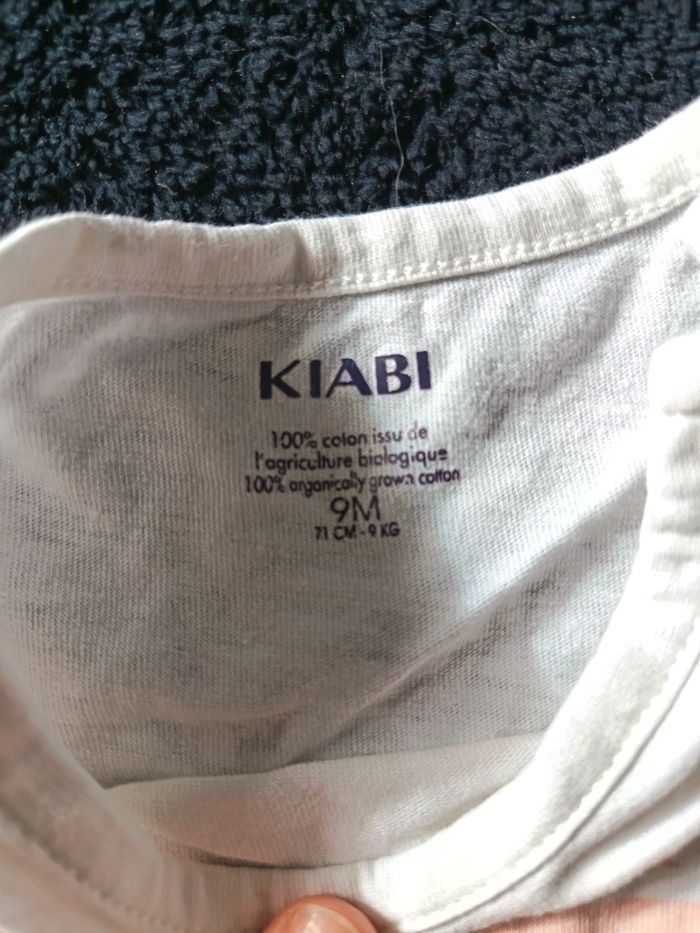 KIABI
100% coton issu de
l'agriculture biologique
100% organically grown cotton
9M
71 CM - 9 KG